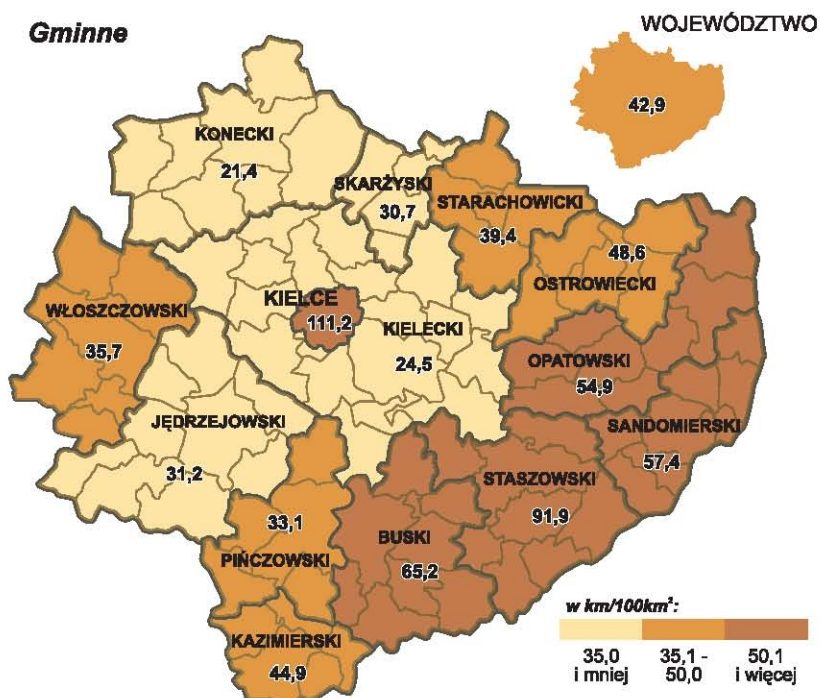 Gminne
WOJEWÓDZTWO
42,9
KONECKI
21,4
SKARŻYSKI
30,7
STARACHOWICKI
39,4
48,6
OSTROWIECKI
WŁOSZCZOWSKI
35,7
KIELCE
111,2
KIELECKI
24,5
OPATOWSKI
54,9
JĘDRZEJOWSKI
31,2
SANDOMIERSKI
57,4
STASZOWSKI
91,9
33,1
PIŃCZOWSKI
BUSKI
65,2
KAZIMIERSKI
44,9
w km/100km²:
35,0 i mniej
35,1 - 50,0
50,1 i więcej